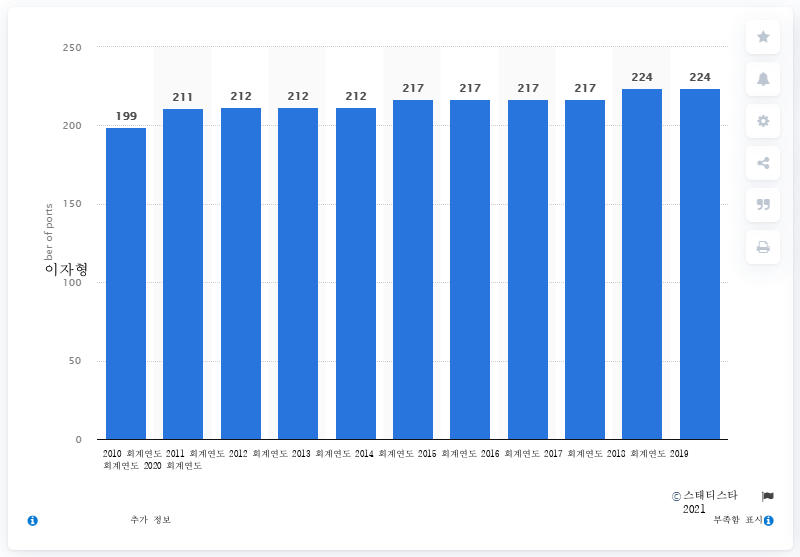 250
224 224
217 217 217 217
211 212 212 212
199
200
150
ber of ports
이자형
100
50
0
2010 회계연도 2011 회계연도 2012 회계연도 2013 회계연도 2014 회계연도 2015 회계연도 2016 회계연도 2017 회계연도 2018 회계연도 2019
회계연도 2020 회계연도
© 스태티스타
2021
추가 정보
부족함 표시